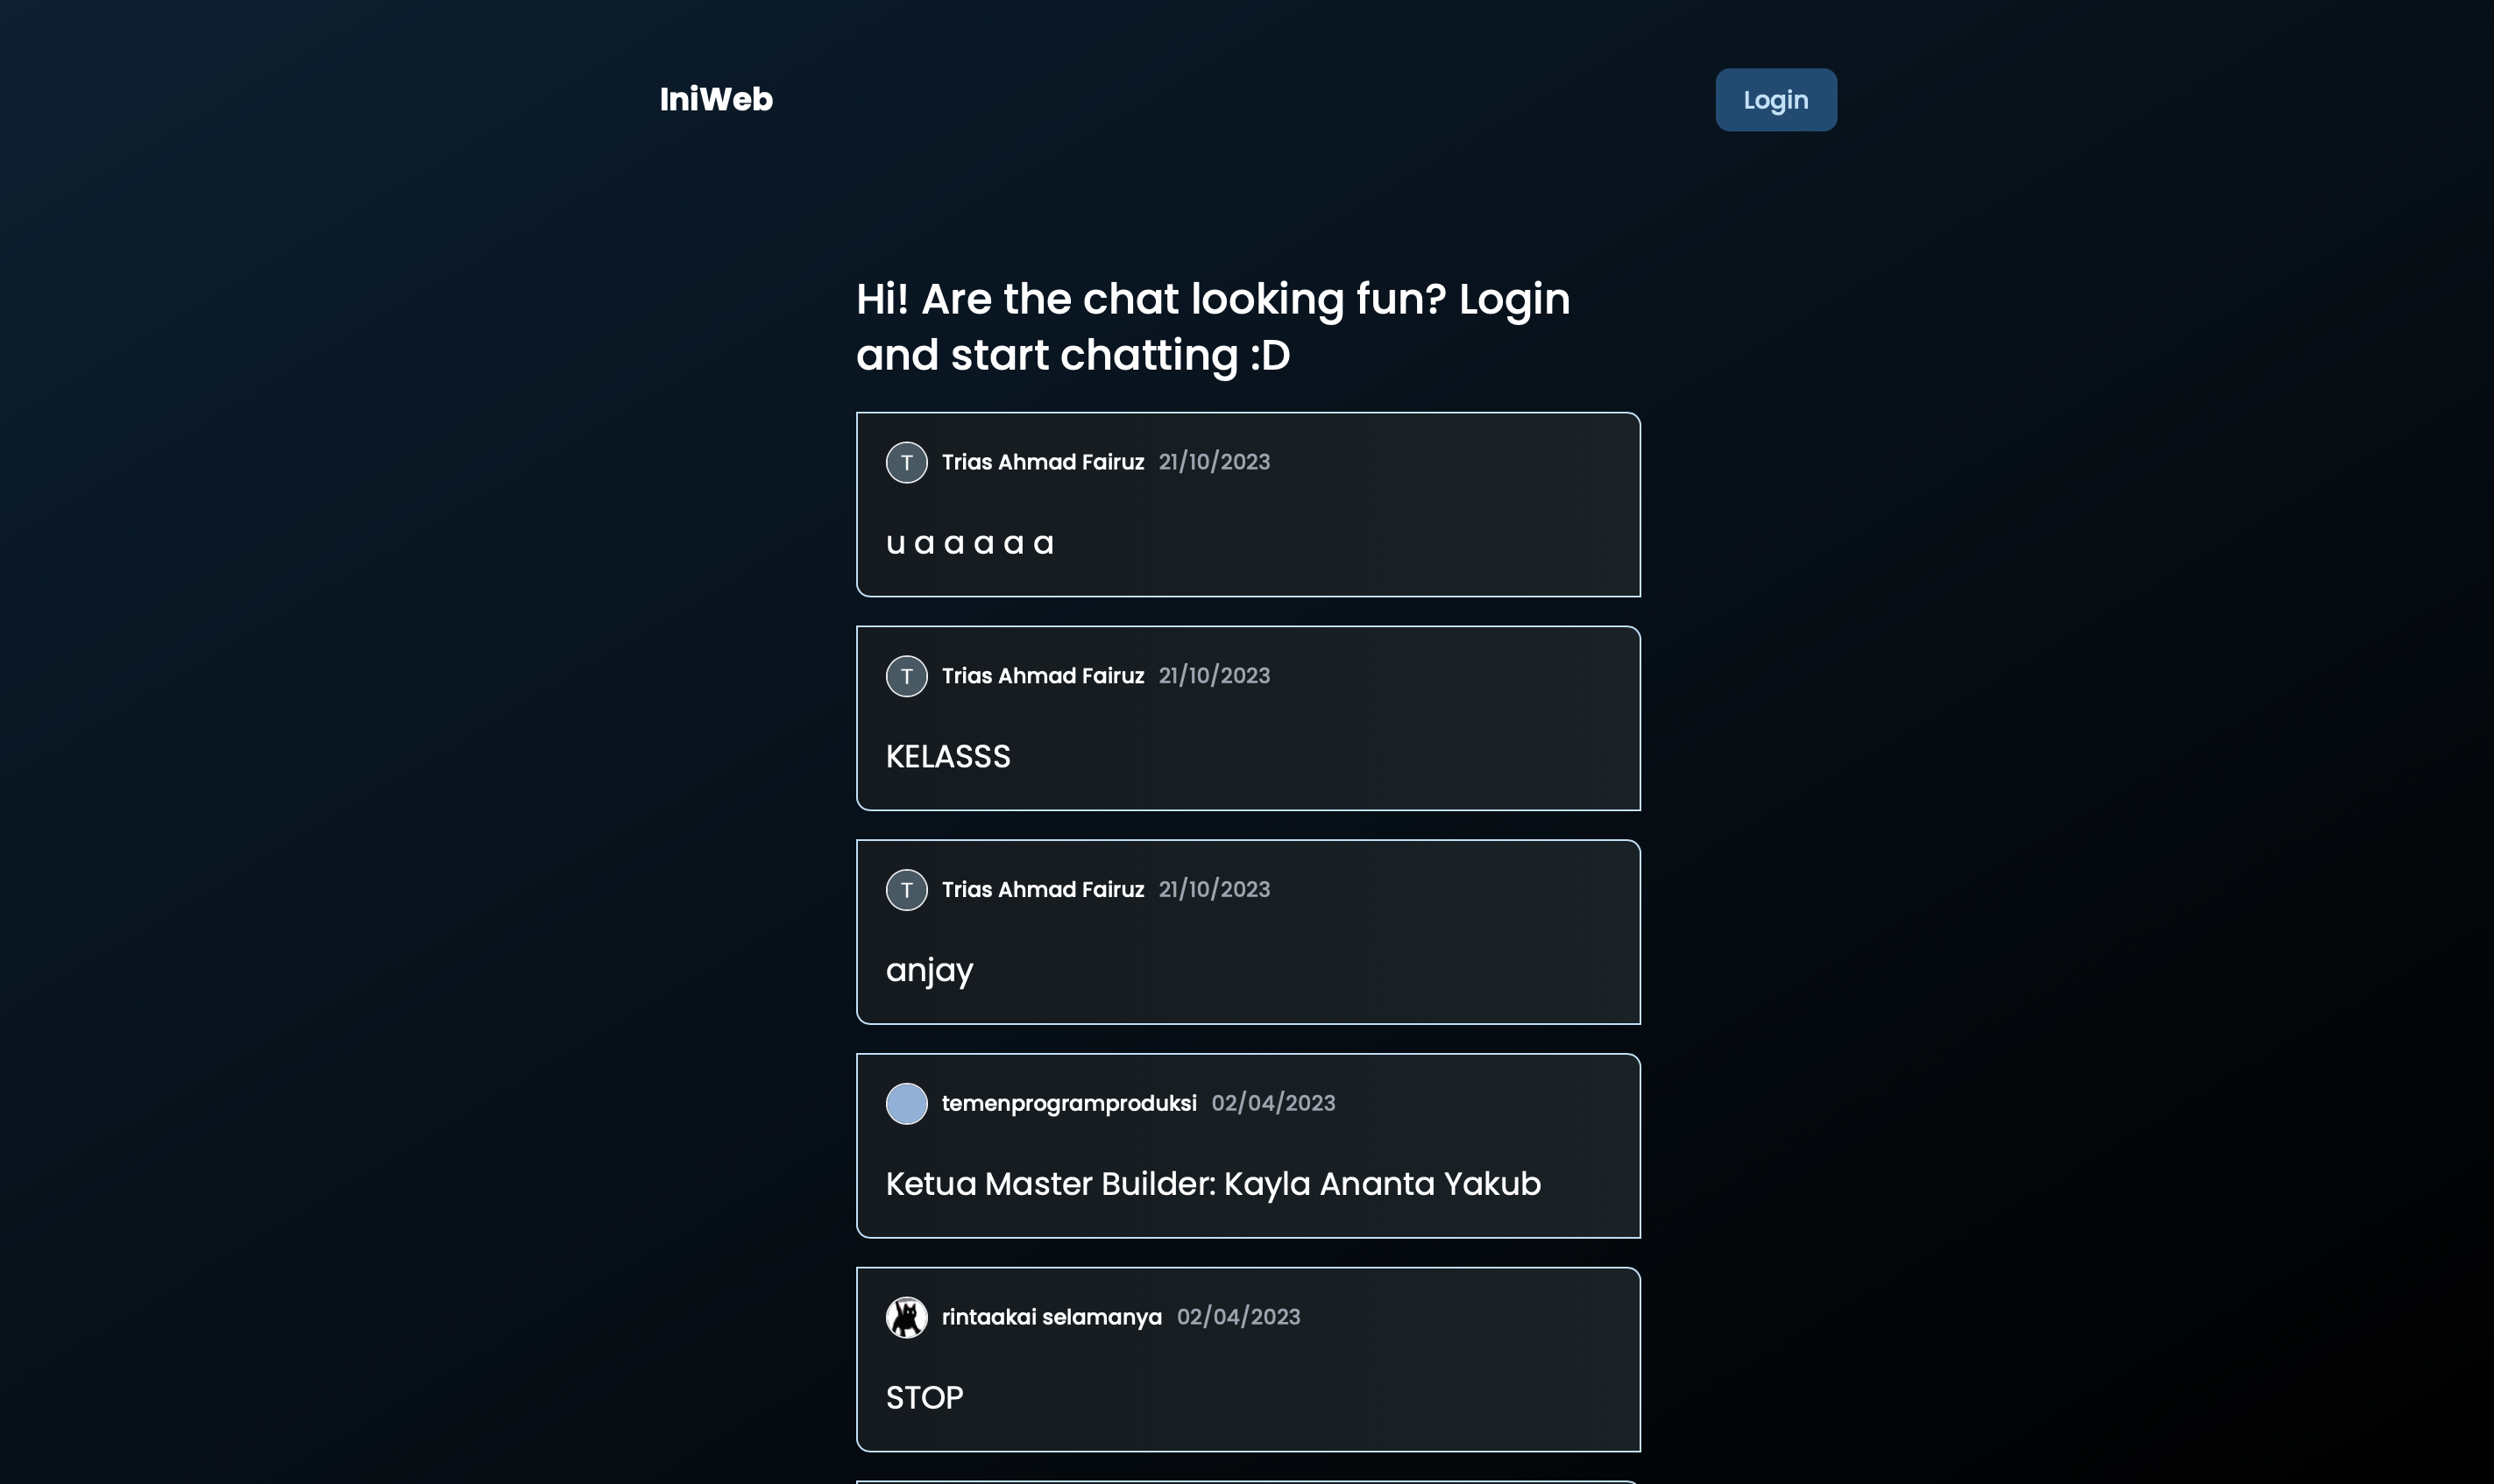 IniWeb
Login
Hi! Are the chat looking fun? Login
and start chatting :D
T Trias Ahmad Fairuz 21/10/2023
u a a a a a
T Trias Ahmad Fairuz 21/10/2023
KELASSS
T Trias Ahmad Fairuz 21/10/2023
anjay
temenprogramproduksi 02/04/2023
Ketua Master Builder: Kayla Ananta Yakub
rintaakai selamanya 02/04/2023
STOP